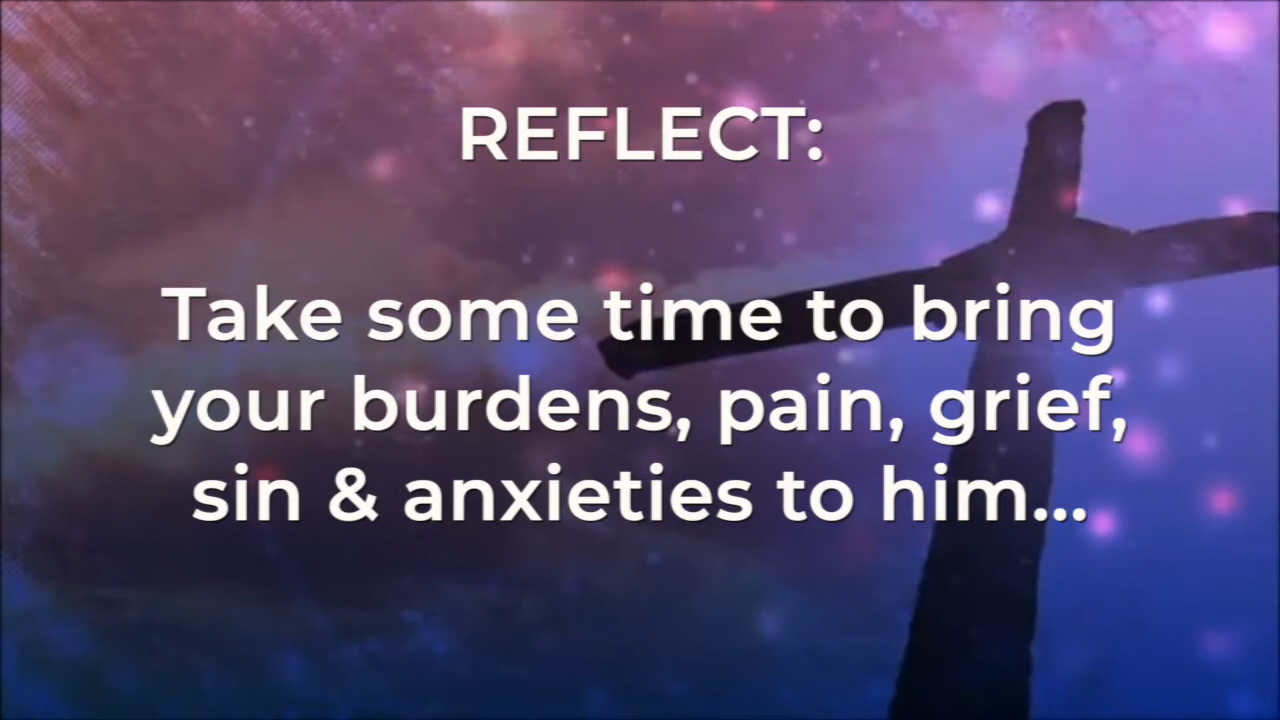 REFLECT:
Take some time to bring
your burdens, pain, grief,
sin & anxieties to him...